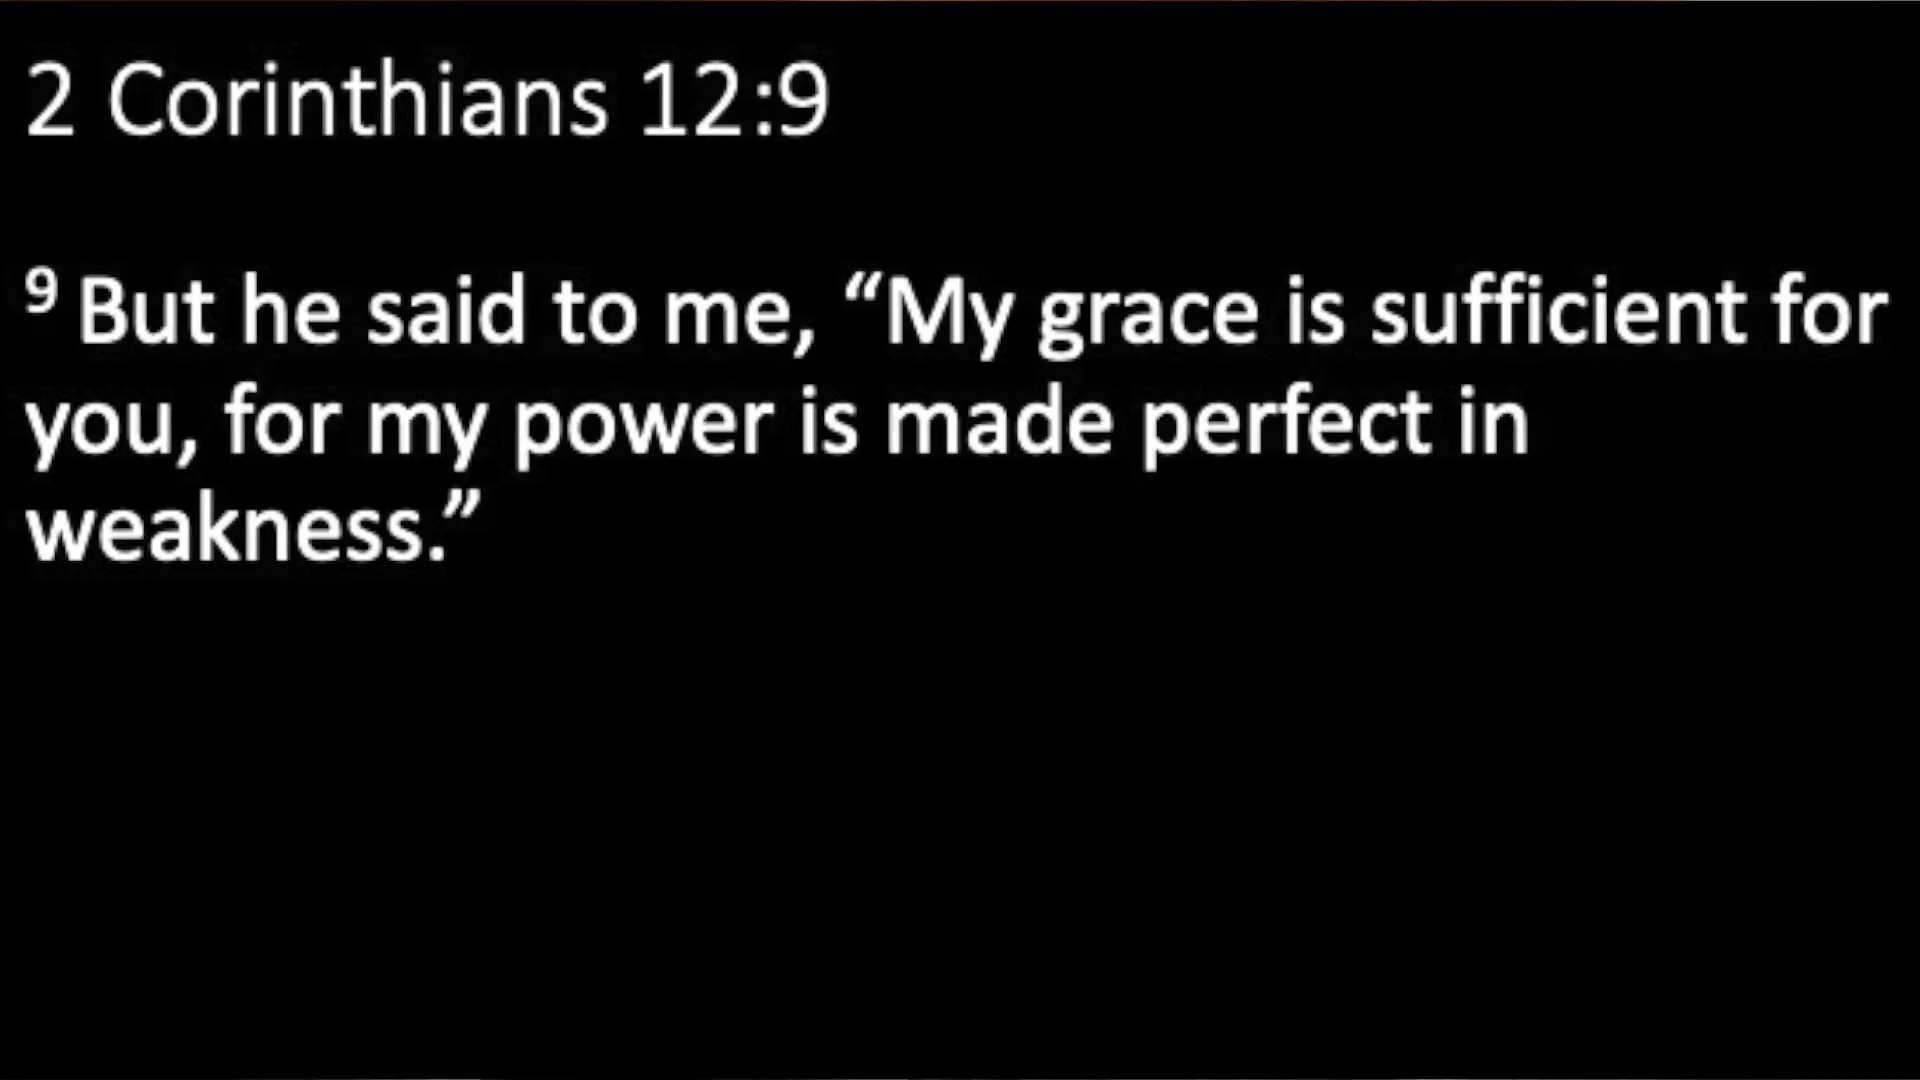 2 Corinthians 12:9
⁹ But he said to me, “My grace is sufficient for
you, for my power is made perfect in
weakness.”